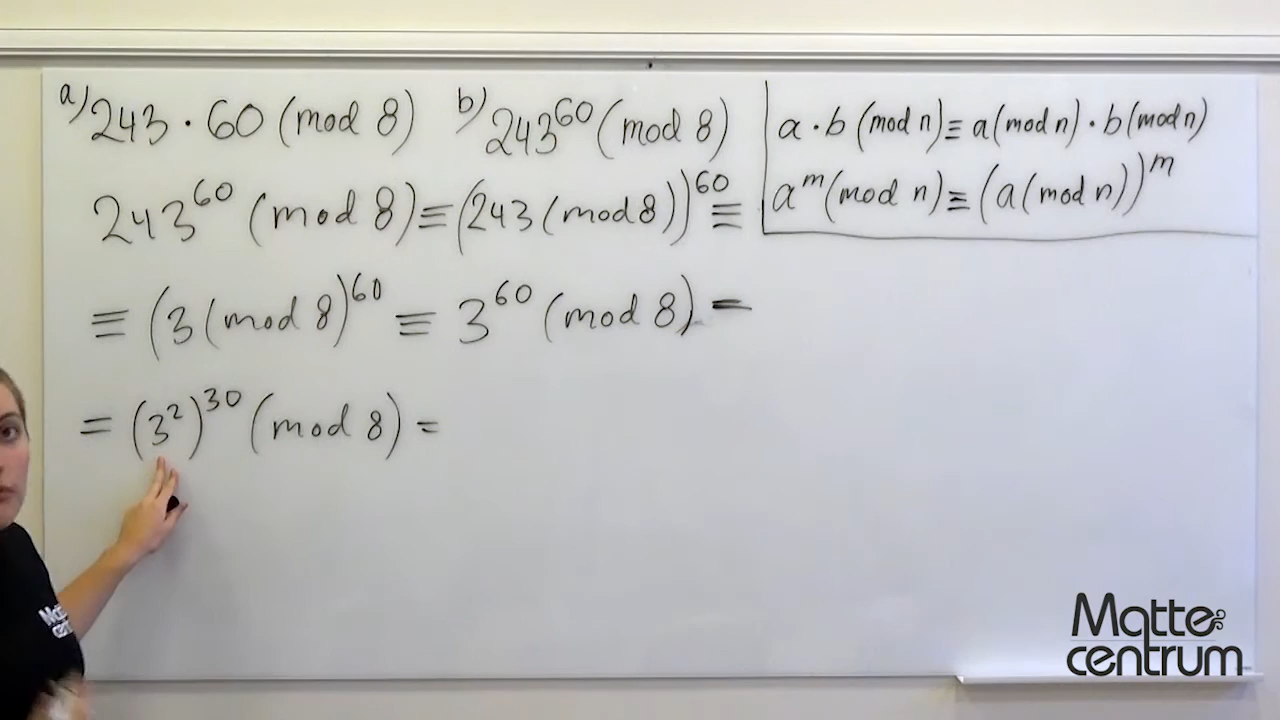 a) 243 · 60 (mod 8) b) 243^60 (mod 8)
a · b (mod n) ≡ a (mod n) · b (mod n)
a^m (mod n) ≡ (a (mod n))^m
243^60 (mod 8) ≡ (243 (mod 8))^60 ≡
≡ (3 (mod 8)^60 ≡ 3^60 (mod 8) =
= (3^2)^30 (mod 8) =
Matte
centrum